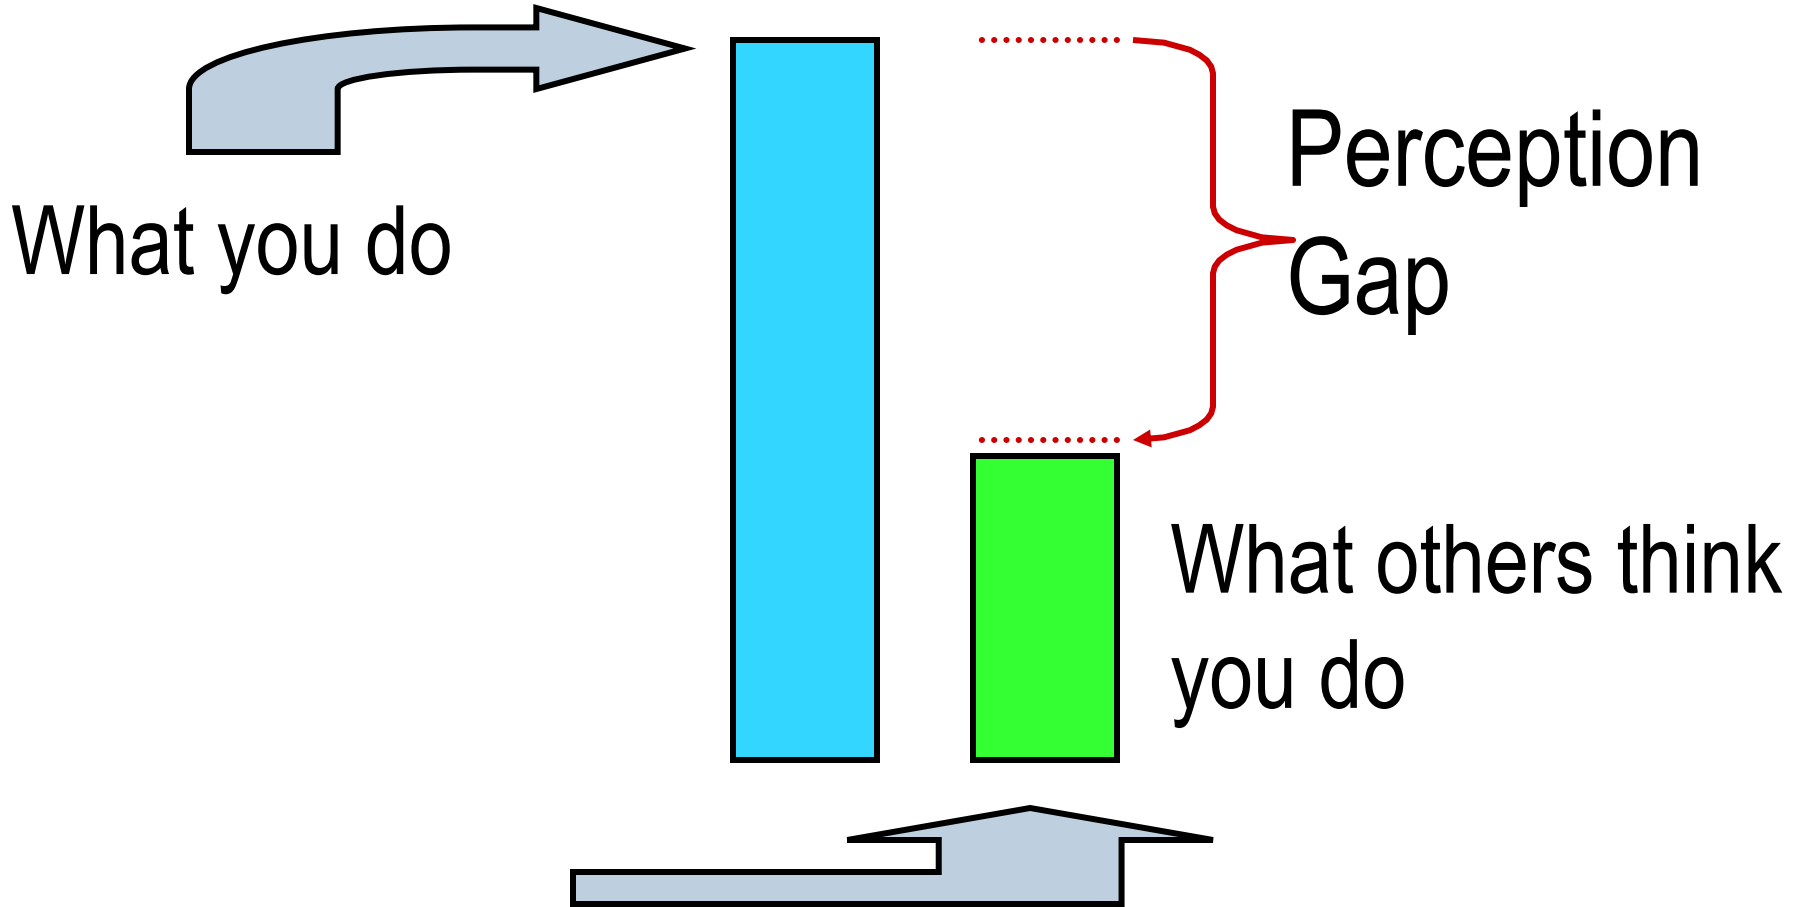 What you do
Perception
Gap
What others think
you do